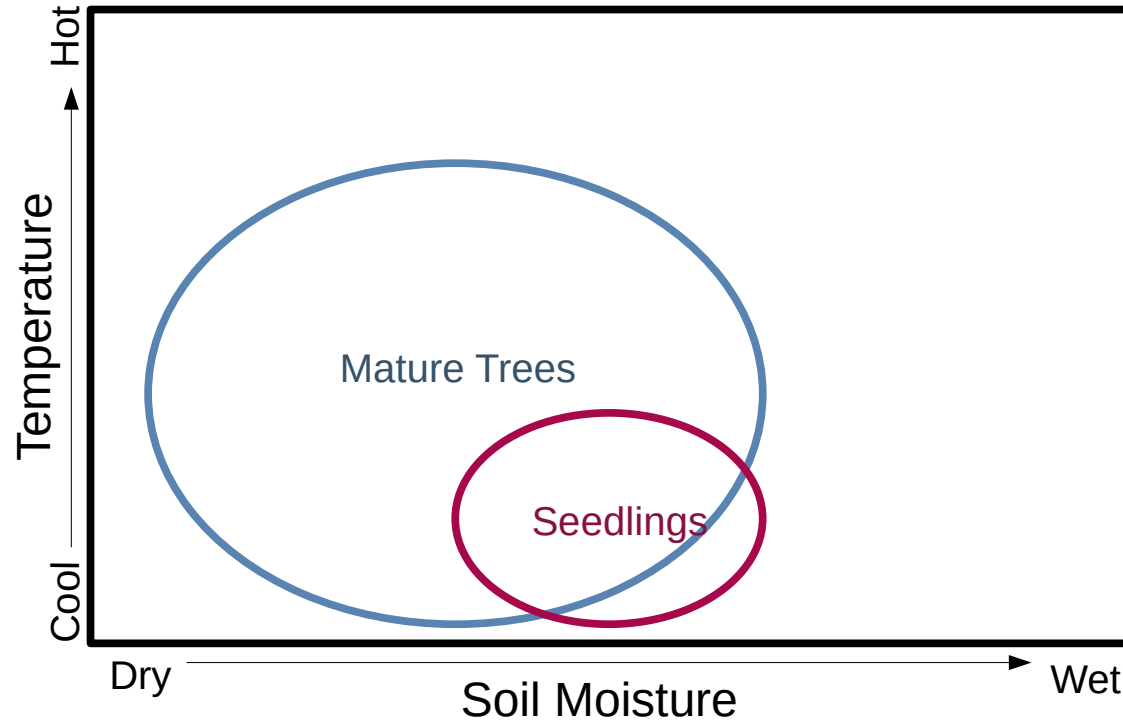 Hot
Temperature
Cool
Mature Trees
Seedlings
Dry
Wet
Soil Moisture